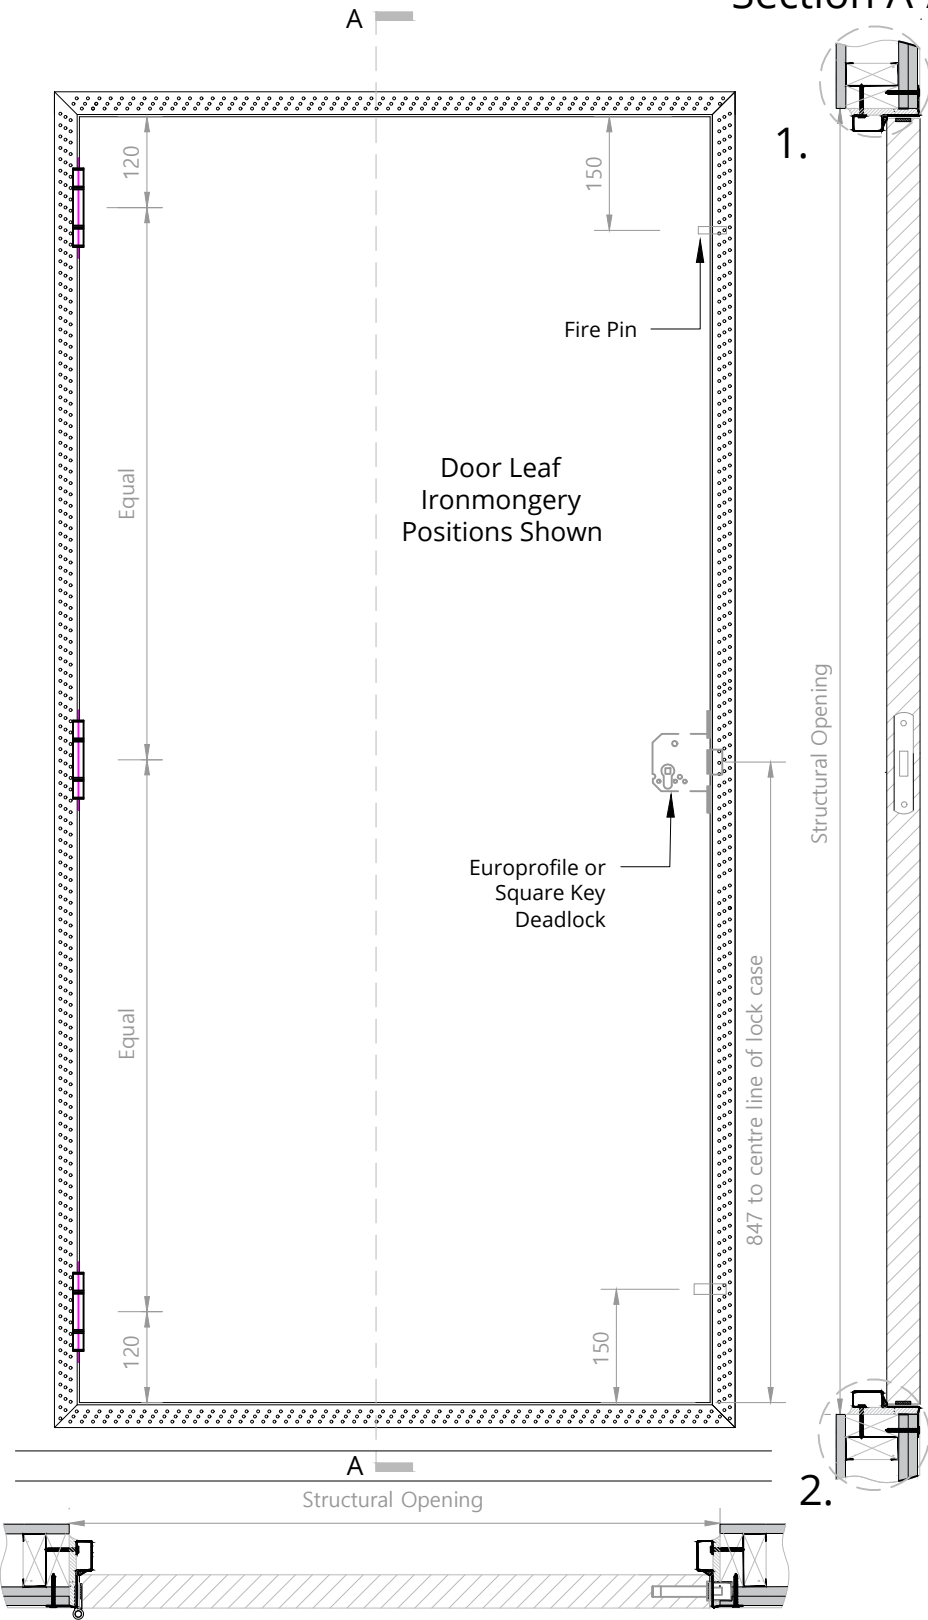 Section A
A
1.
120
150
Fire Pin
Door Leaf
Ironmongery
Positions Shown
Equal
Structural Opening
Europrofile or
Square Key
Deadlock
847 to centre line of lock case
Equal
120
150
A
2.
Structural Opening